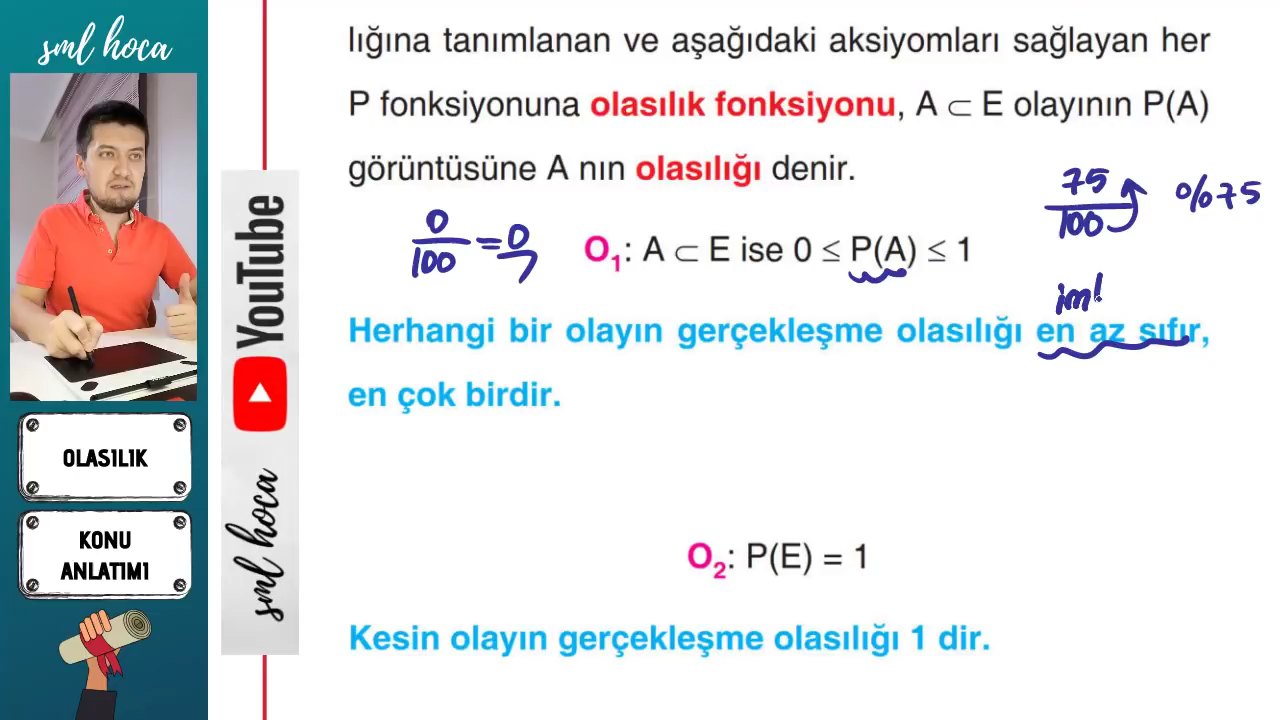 sml hoca
OLASILIK
KONU
ANLATIMI
YouTube
sml hoca
lığına tanımlanan ve aşağıdaki aksiyomları sağlayan her
P fonksiyonuna olasılık fonksiyonu, A ⊂ E olayının P(A)
görüntüsüne A nın olasılığı denir.
75/100 %75
0/100 = 0
O₁: A ⊂ E ise 0 ≤ P(A) ≤ 1
Herhangi bir olayın gerçekleşme olasılığı en az sıfır,
en çok birdir.
O₂: P(E) = 1
Kesin olayın gerçekleşme olasılığı 1 dir.